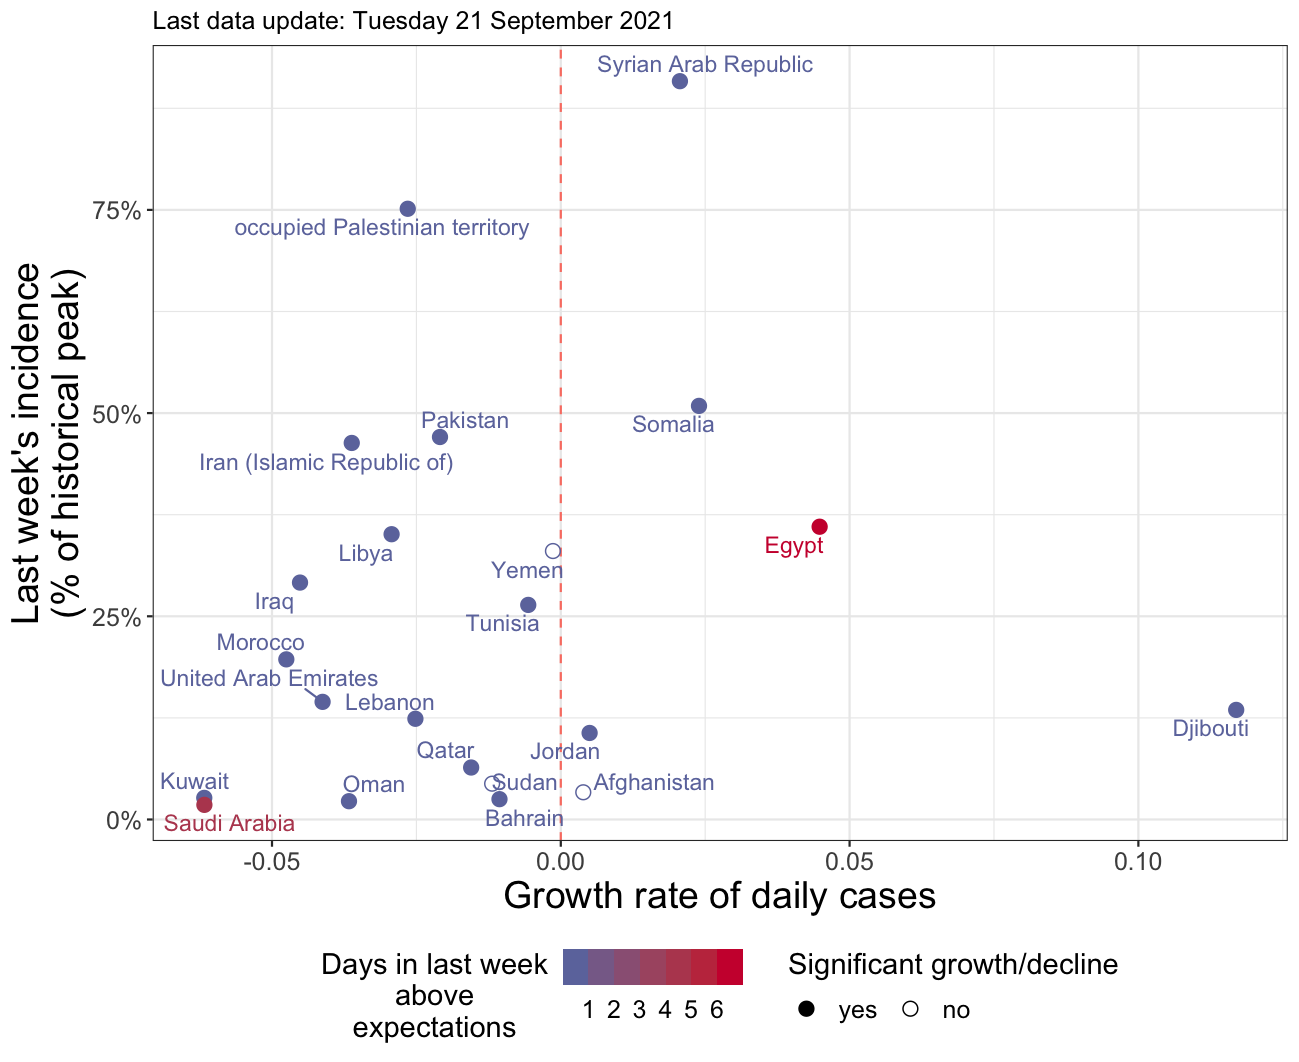 Last data update: Tuesday 21 September 2021
Last week's incidence
(% of historical peak)
75%
50%
25%
0%
Syrian Arab Republic
occupied Palestinian territory
Pakistan
Somalia
Iran (Islamic Republic of)
Egypt
Libya
Yemen
Iraq
Tunisia
Morocco
United Arab Emirates
Lebanon
Djibouti
Qatar
Jordan
Kuwait
Oman
Sudan
Afghanistan
Saudi Arabia
Bahrain
-0.05
0.00
0.05
0.10
Growth rate of daily cases
Days in last week
above
expectations
1 2 3 4 5 6
Significant growth/decline
yes
no